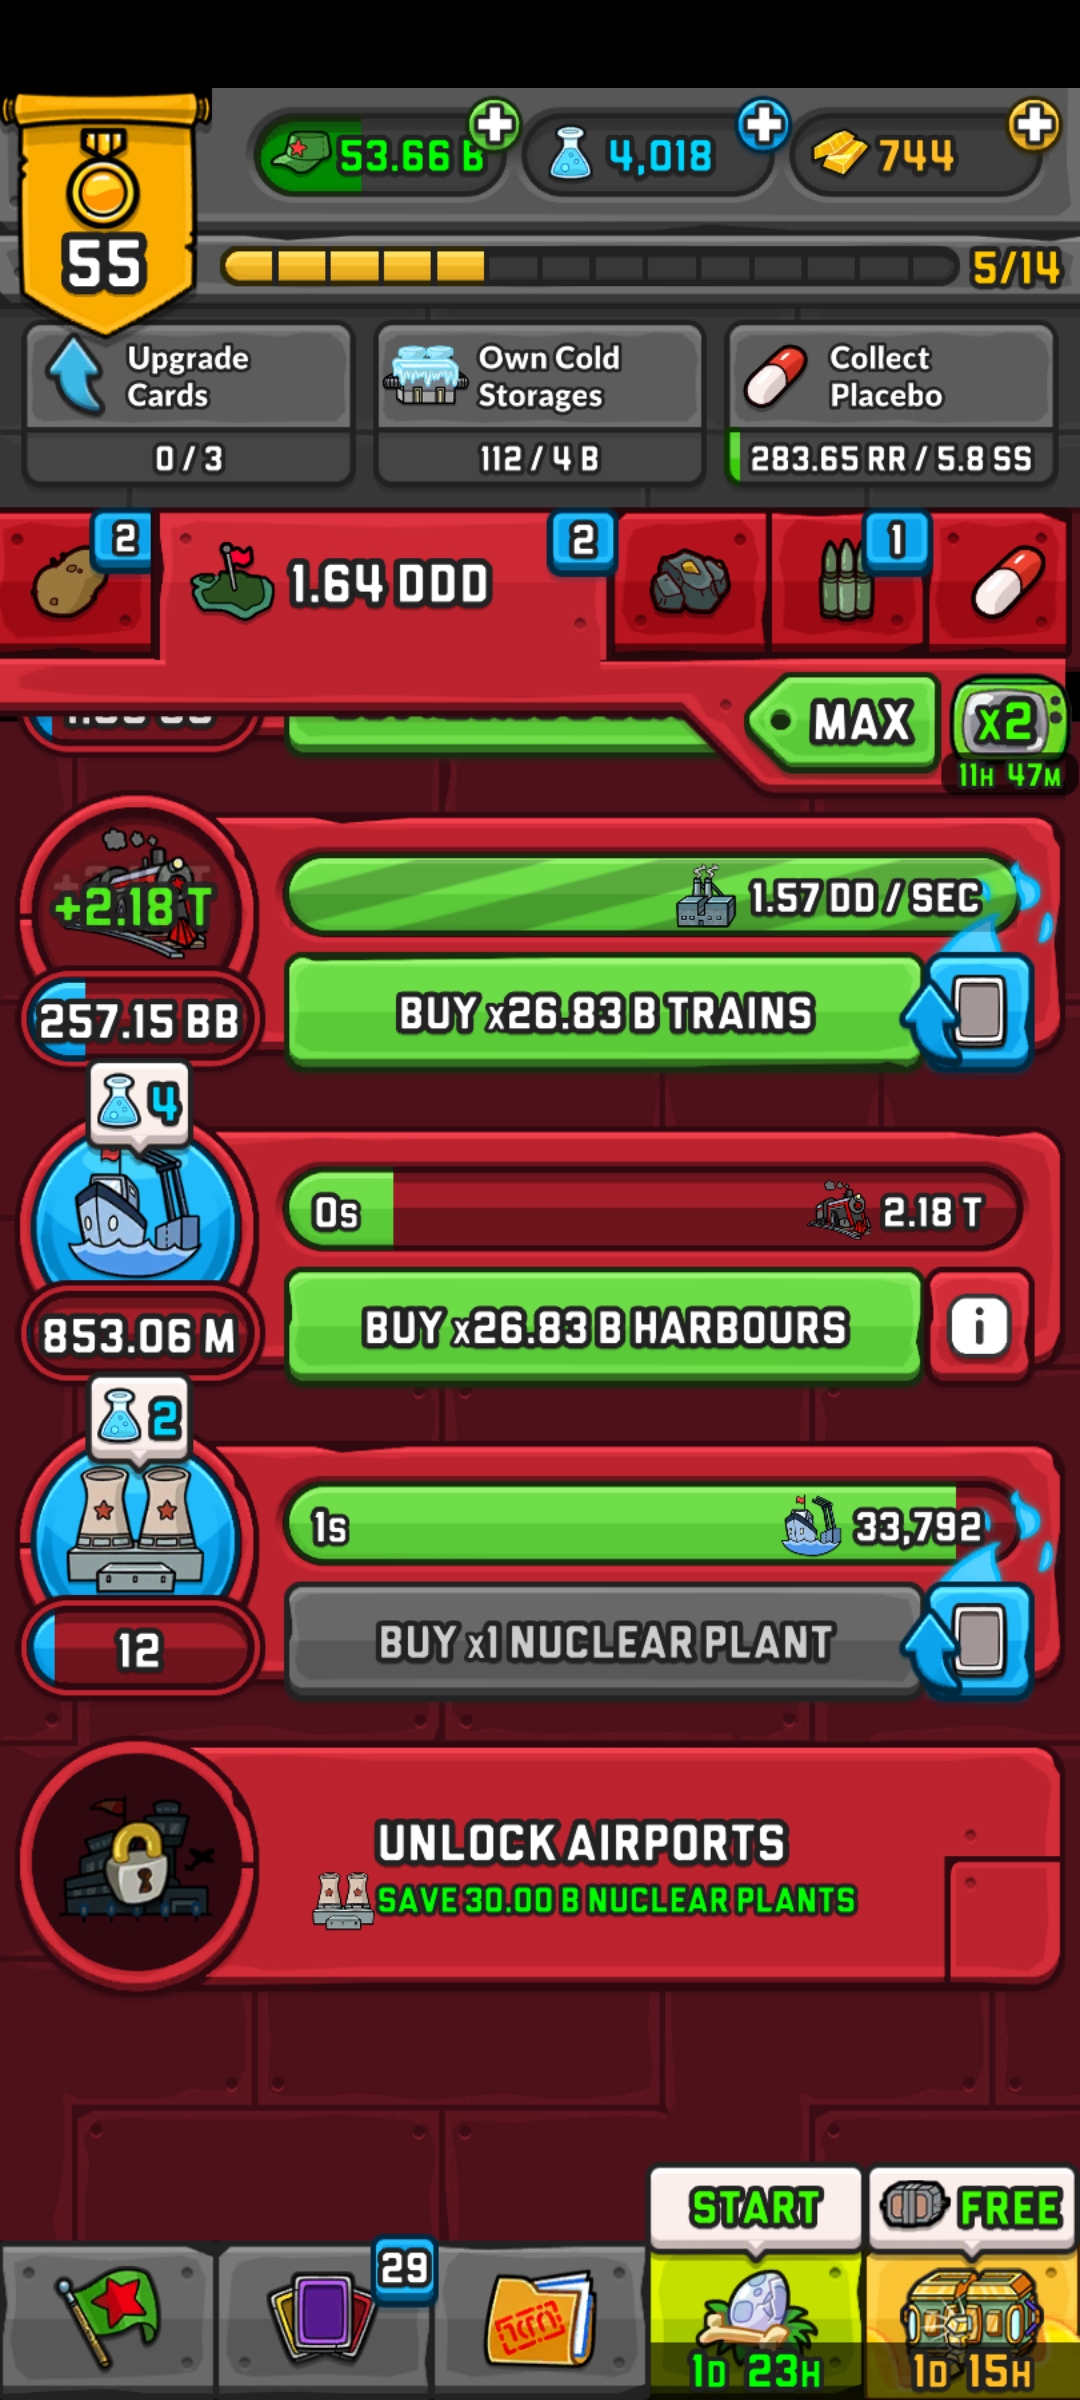 53.66 B
4,018
744
55
5/14
Upgrade
Cards
0 / 3
Own Cold
Storages
112 / 4 B
Collect
Placebo
283.65 RR / 5.8 SS
2
1.64 DDD
2
1
MAX
x2
11H 47M
+2.18 T
1.57 DD / SEC
257.15 BB
BUY x26.83 B TRAINS
4
0s
2.18 T
853.06 M
BUY x26.83 B HARBOURS
i
2
1s
33,792
12
BUY x1 NUCLEAR PLANT
UNLOCK AIRPORTS
SAVE 30.00 B NUCLEAR PLANTS
START
FREE
29
1D 23H
1D 15H